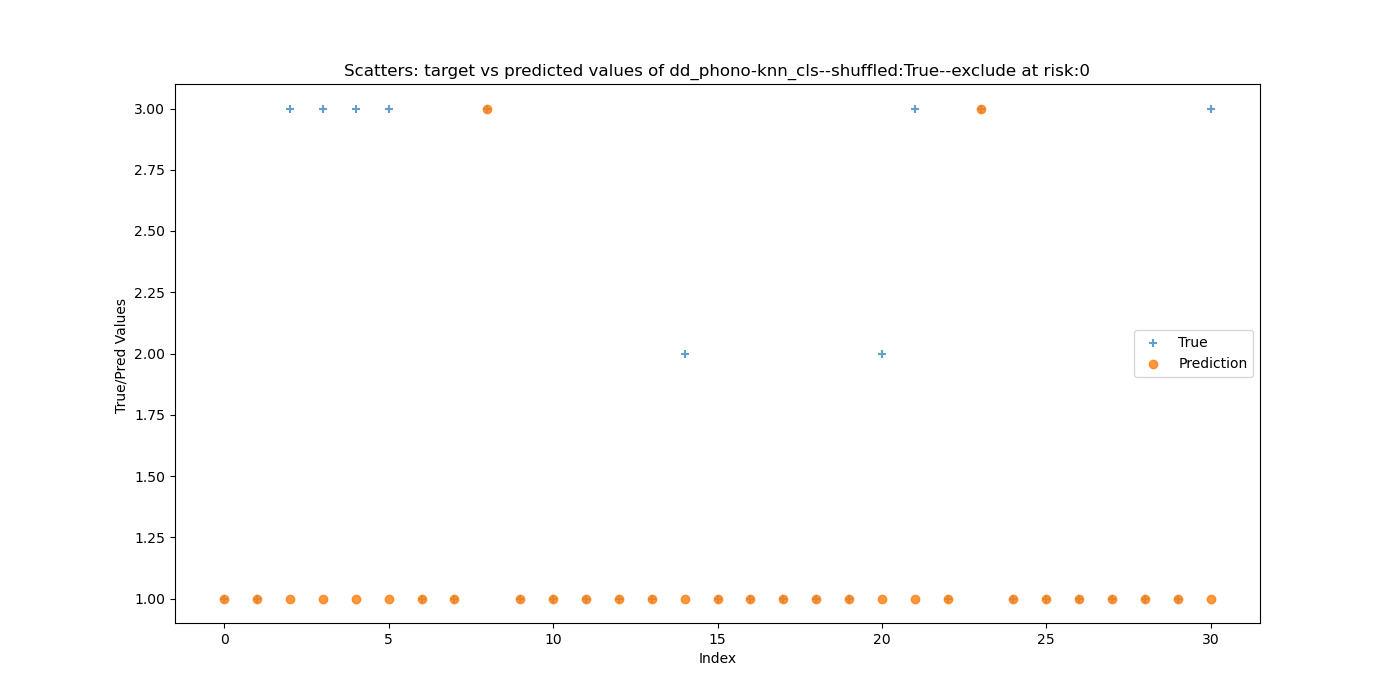 Scatters: target vs predicted values of dd_phono-knn_cls--shuffled:True--exclude at risk:0
3.00
2.75
2.50
2.25
2.00
1.75
1.50
1.25
1.00
True/Pred Values
True
Prediction
0 5 10 15 20 25 30
Index